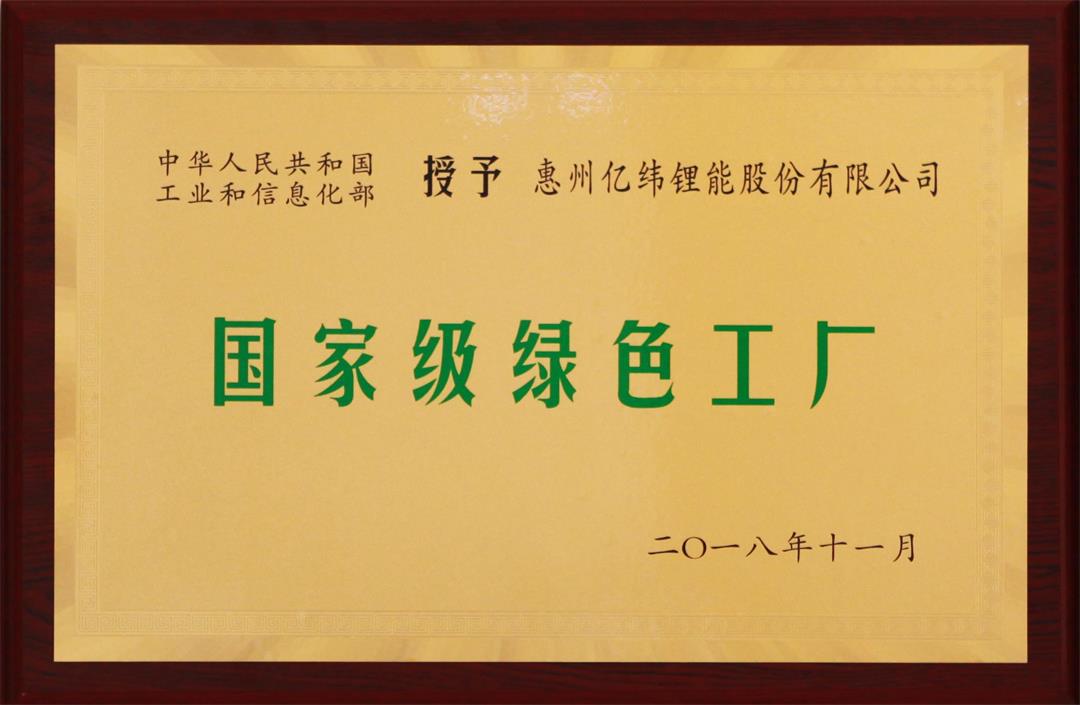 中华人民共和国
工业和信息化部
授予 惠州亿纬锂能股份有限公司
国家级绿色工厂
二〇一八年十一月